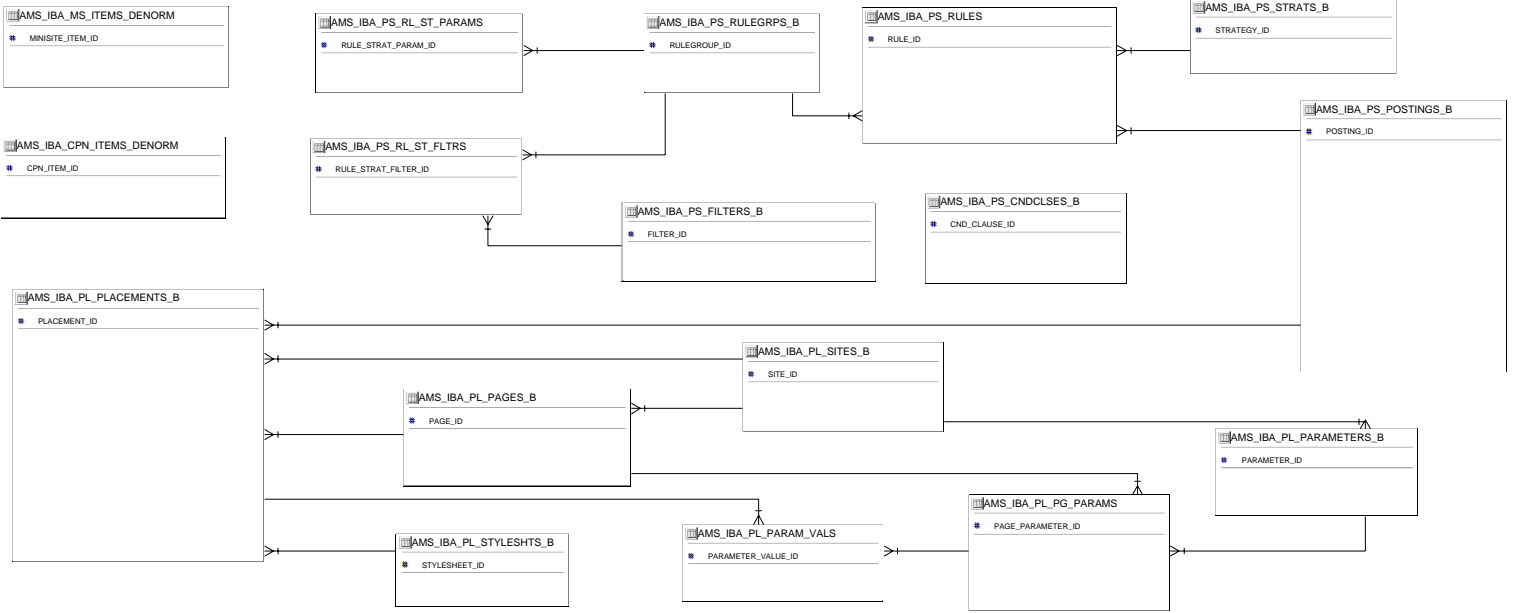 AMS_IBA_MS_ITEMS_DENORM
# MINISITE_ITEM_ID
AMS_IBA_PS_RL_ST_PARAMS
# RULE_STRAT_PARAM_ID
AMS_IBA_PS_RULEGRPS_B
# RULEGROUP_ID
AMS_IBA_PS_RULES
# RULE_ID
AMS_IBA_PS_STRATS_B
# STRATEGY_ID
AMS_IBA_PS_POSTINGS_B
# POSTING_ID
AMS_IBA_CPN_ITEMS_DENORM
# CPN_ITEM_ID
AMS_IBA_PS_RL_ST_FLTRS
# RULE_STRAT_FILTER_ID
AMS_IBA_PS_FILTERS_B
# FILTER_ID
AMS_IBA_PS_CNDCLSES_B
# CND_CLAUSE_ID
AMS_IBA_PL_PLACEMENTS_B
# PLACEMENT_ID
AMS_IBA_PL_SITES_B
# SITE_ID
AMS_IBA_PL_PAGES_B
# PAGE_ID
AMS_IBA_PL_PARAMETERS_B
# PARAMETER_ID
AMS_IBA_PL_PG_PARAMS
# PAGE_PARAMETER_ID
AMS_IBA_PL_PARAM_VALS
# PARAMETER_VALUE_ID
AMS_IBA_PL_STYLESHTS_B
# STYLESHEET_ID